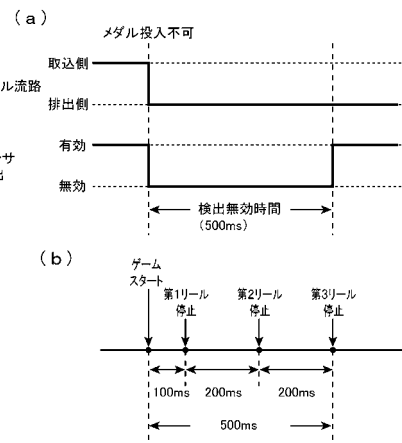 (a)
メダル投入不可
取込側
ル流路
排出側
有効
サ
無効
検出無効時間
(500ms)
(b)
ゲーム
スタート
第1リール
停止
第2リール
停止
第3リール
停止
100ms
200ms
200ms
500ms